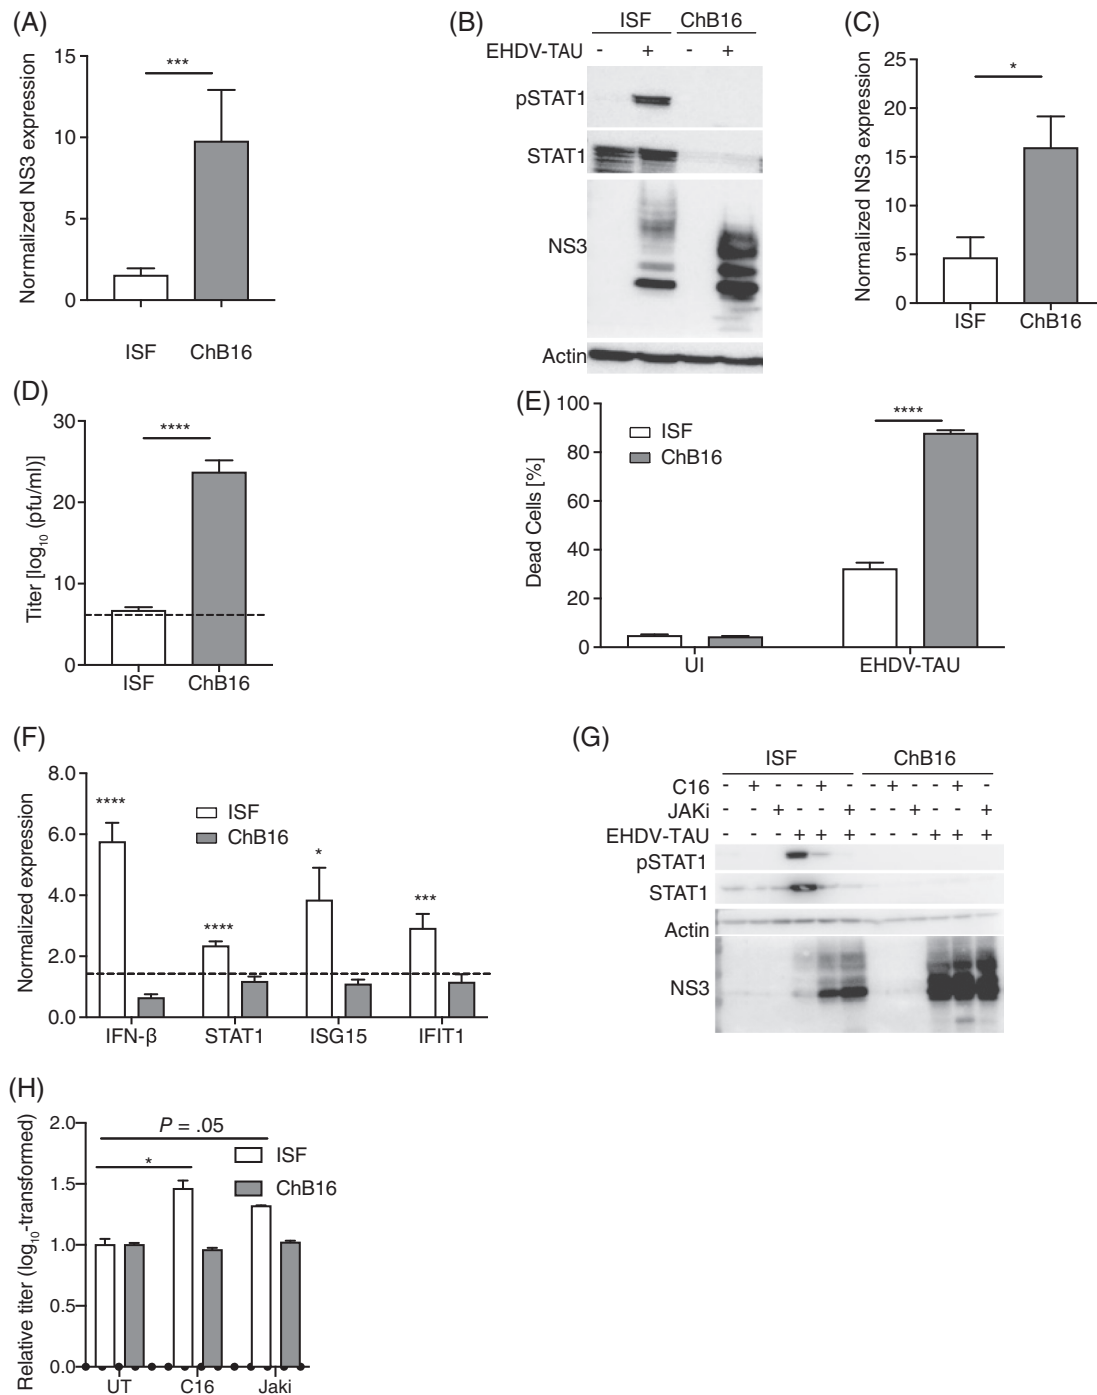 (A)
Normalized NS3 expression
15
10
5
0
***
ISF ChB16
(B)
ISF ChB16
EHDV-TAU - + - +
pSTAT1
STAT1
NS3
Actin
(C)
Normalized NS3 expression
25
20
15
10
5
0
*
ISF ChB16
(D)
Titer [log10 (pfu/ml)]
30
20
10
0
****
ISF ChB16
(E)
Dead Cells [%]
100
80
60
40
20
0
ISF
ChB16
****
UI EHDV-TAU
(F)
Normalized expression
8.0
6.0
4.0
2.0
0.0
ISF
ChB16
****
****
*
***
IFN-β STAT1 ISG15 IFIT1
(G)
ISF ChB16
C16 - + - - + - - + - - + -
JAKi - - + - - + - - + - - +
EHDV-TAU - - - + + + - - - + + +
pSTAT1
STAT1
Actin
NS3
(H)
Relative titer (log10-transformed)
2.0
1.5
1.0
0.5
0.0
P = .05
*
ISF
ChB16
UT C16 Jaki